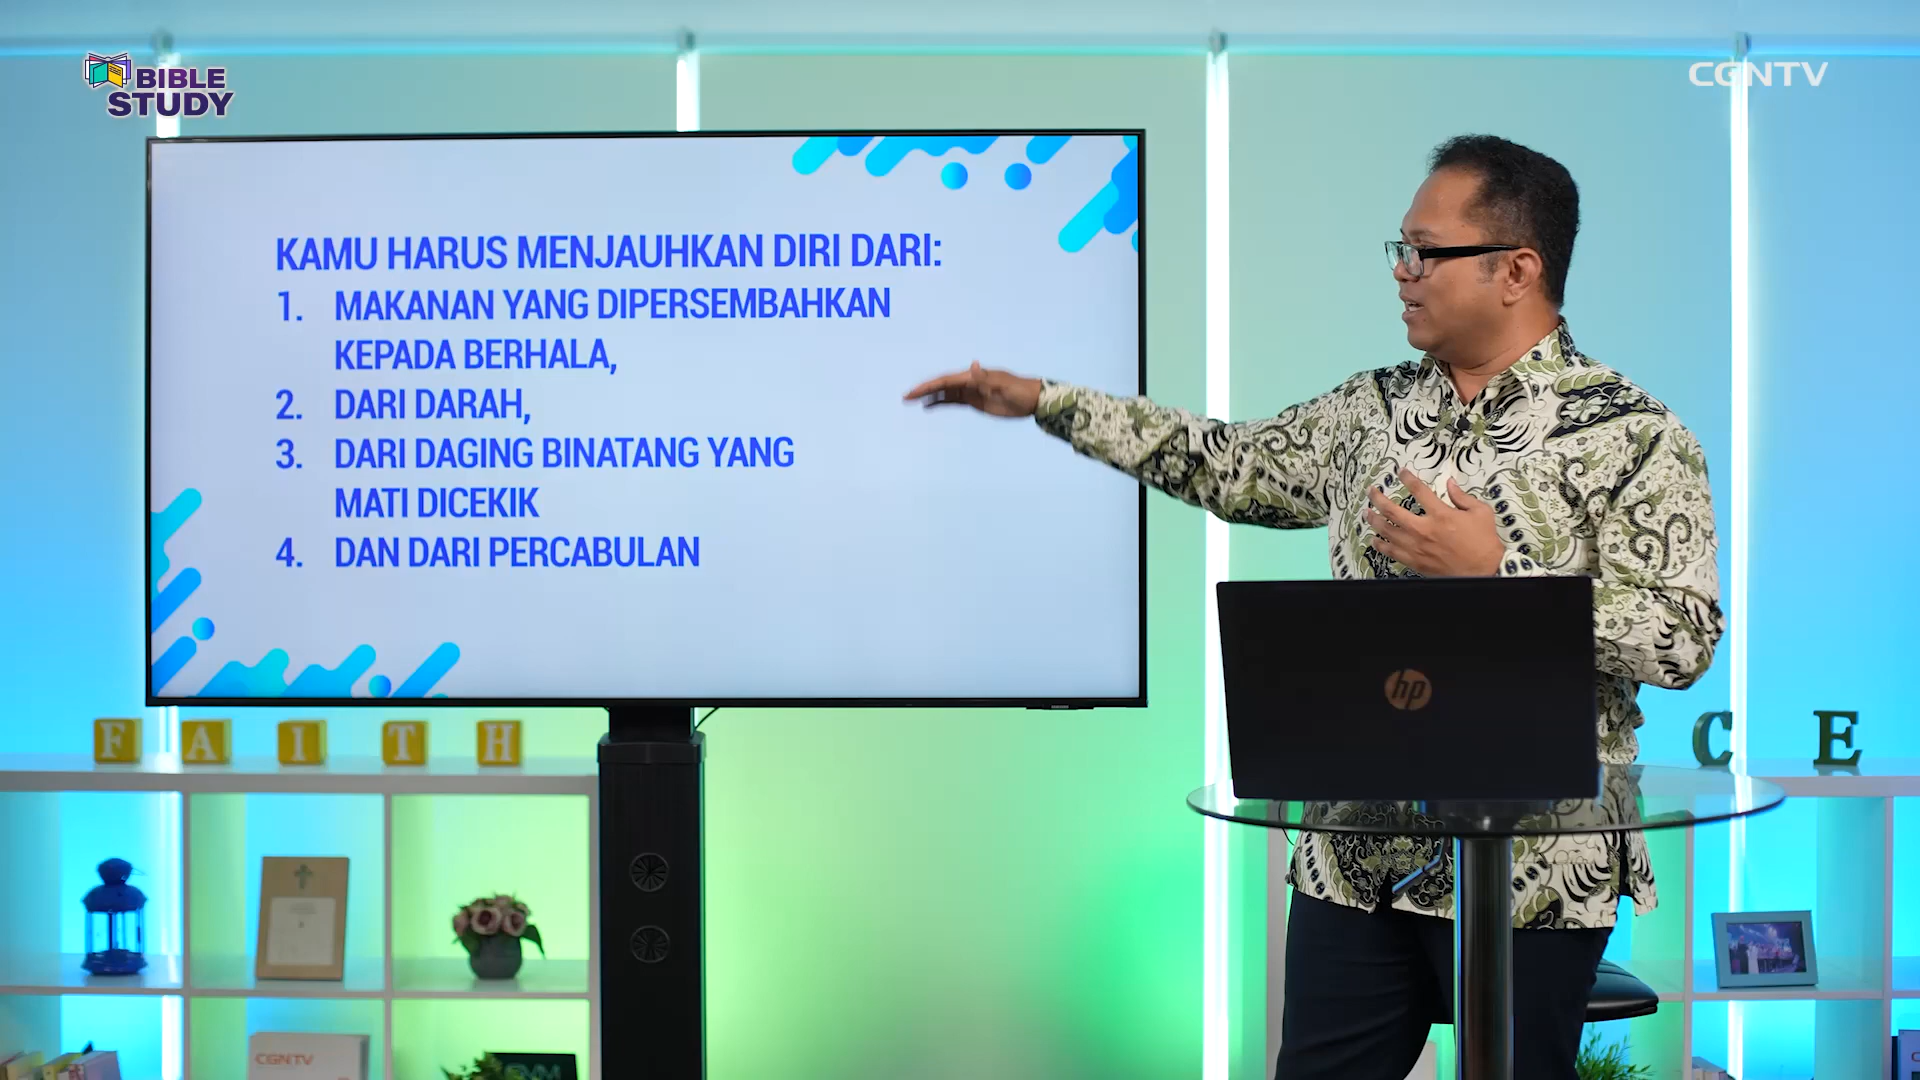 BIBLE
STUDY
CGNTV
KAMU HARUS MENJAUHKAN DIRI DARI:
1. MAKANAN YANG DIPERSEMBAHKAN
KEPADA BERHALA,
2. DARI DARAH,
3. DARI DAGING BINATANG YANG
MATI DICEKIK
4. DAN DARI PERCABULAN
hp
FAITH
C E
CGNTV